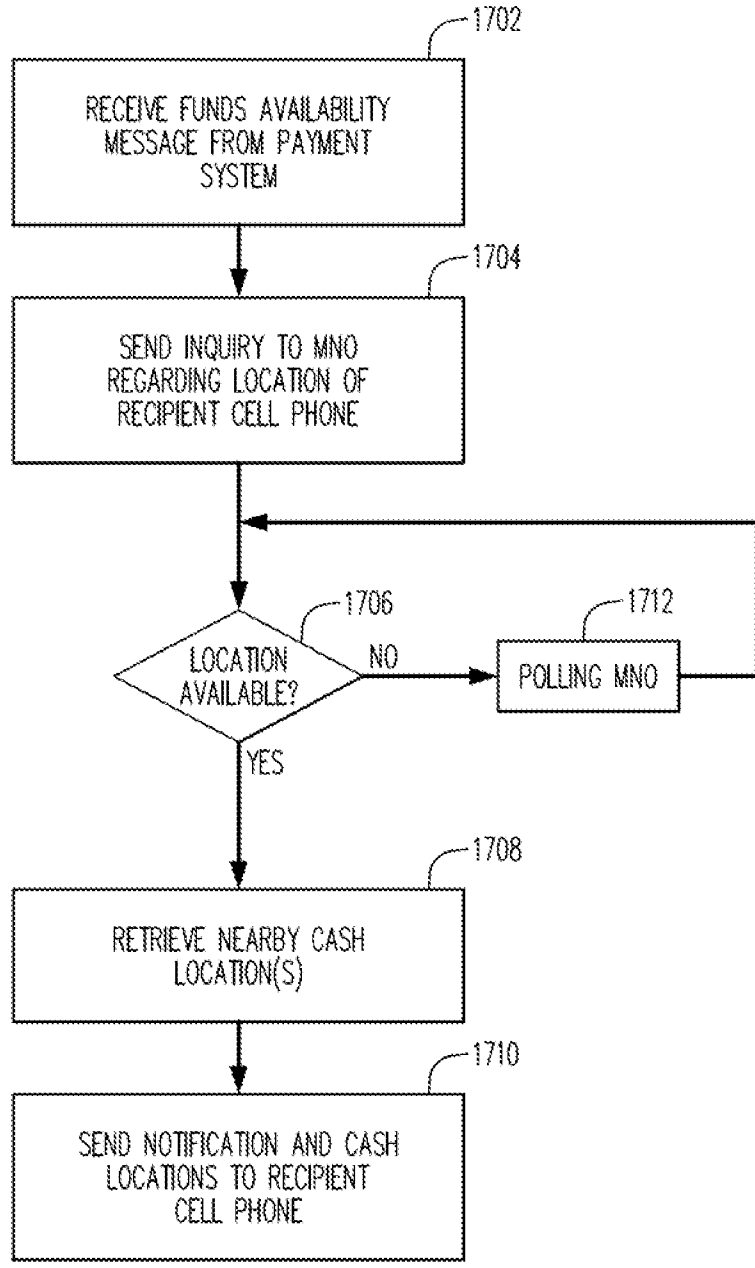 1702
RECEIVE FUNDS AVAILABILITY
MESSAGE FROM PAYMENT
SYSTEM
1704
SEND INQUIRY TO MNO
REGARDING LOCATION OF
RECIPIENT CELL PHONE
1706
LOCATION
AVAILABLE?
NO
1712
POLLING MNO
YES
1708
RETRIEVE NEARBY CASH
LOCATION(S)
1710
SEND NOTIFICATION AND CASH
LOCATIONS TO RECIPIENT
CELL PHONE